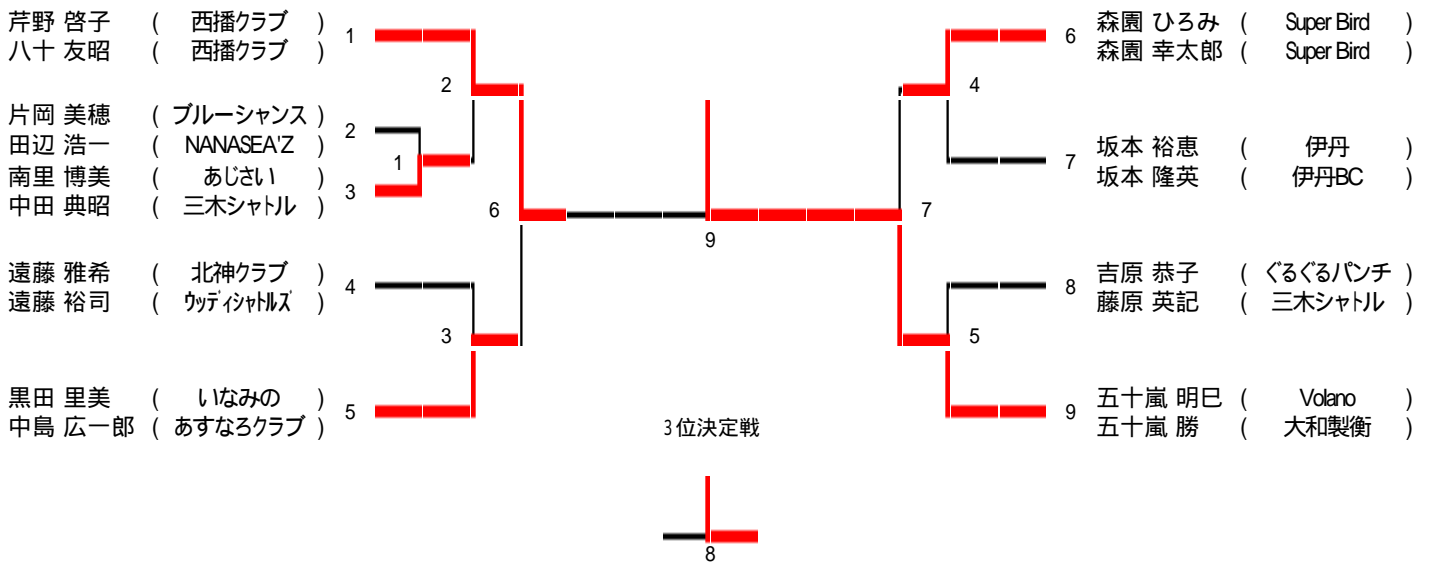 芹野 啓子 ( 西播クラブ )
八十 友昭 ( 西播クラブ )
1
片岡 美穂 ( ブルーシャンス )
田辺 浩一 ( NANASEA'Z )
2
南里 博美 ( あじさい )
中田 典昭 ( 三木シャトル )
3
遠藤 雅希 ( 北神クラブ )
遠藤 裕司 ( ウッディシャトルズ )
4
黒田 里美 ( いなみの )
中島 広一郎 ( あすなろクラブ )
5
1
2
3
6
9
3位決定戦
8
4
7
5
6
森園 ひろみ ( Super Bird )
森園 幸太郎 ( Super Bird )
7
坂本 裕恵 ( 伊丹 )
坂本 隆英 ( 伊丹BC )
8
吉原 恭子 ( ぐるぐるパンチ )
藤原 英記 ( 三木シャトル )
9
五十嵐 明巳 ( Volano )
五十嵐 勝 ( 大和製衡 )